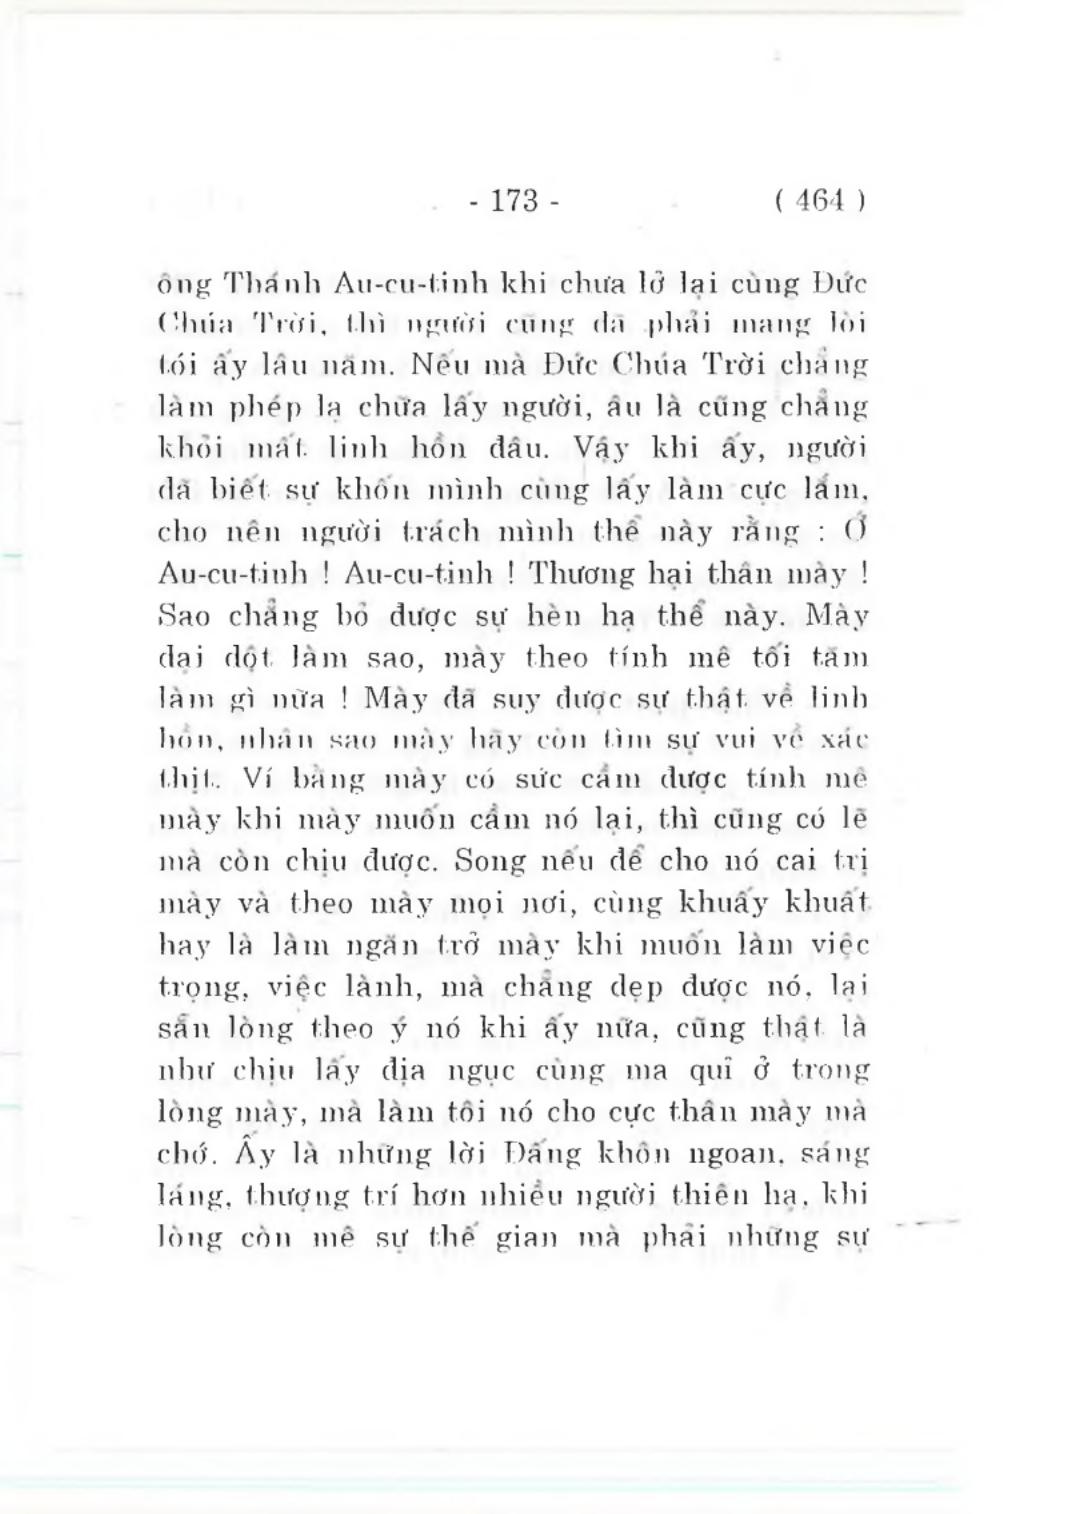 - 173 - ( 464 )
ông Thánh Au-cu-tinh khi chưa lở lại cùng Đức
Chúa Trời, thì người cũng đã phải mang lòi
tói ấy lâu năm. Nếu mà Đức Chúa Trời chẳng
làm phép lạ chữa lấy người, âu là cũng chẳng
khỏi mất linh hồn đâu. Vậy khi ấy, người
đã biết sự khốn mình cùng lấy làm cực lắm,
cho nên người trách mình thể này rằng : Ớ
Au-cu-tinh ! Au-cu-tinh ! Thương hại thân mày !
Sao chẳng bỏ được sự hèn hạ thể này. Mày
dại dột làm sao, mày theo tính mê tối tăm
làm gì nữa ! Mày đã suy được sự thật về linh
hồn, nhân sao mày hãy còn tìm sự vui về xác
thịt. Ví bằng mày có sức cầm được tính mê
mày khi mày muốn cầm nó lại, thì cũng có lẽ
mà còn chịu được. Song nếu để cho nó cai trị
mày và theo mày mọi nơi, cùng khuấy khuất
hay là làm ngăn trở mày khi muốn làm việc
trọng, việc lành, mà chẳng dẹp được nó, lại
sẵn lòng theo ý nó khi ấy nữa, cũng thật là
như chịu lấy địa ngục cùng ma quỉ ở trong
lòng mày, mà làm tôi nó cho cực thân mày mà
chớ. Ấy là những lời Đấng khôn ngoan, sáng
láng, thượng trí hơn nhiều người thiên hạ, khi
lòng còn mê sự thế gian mà phải những sự